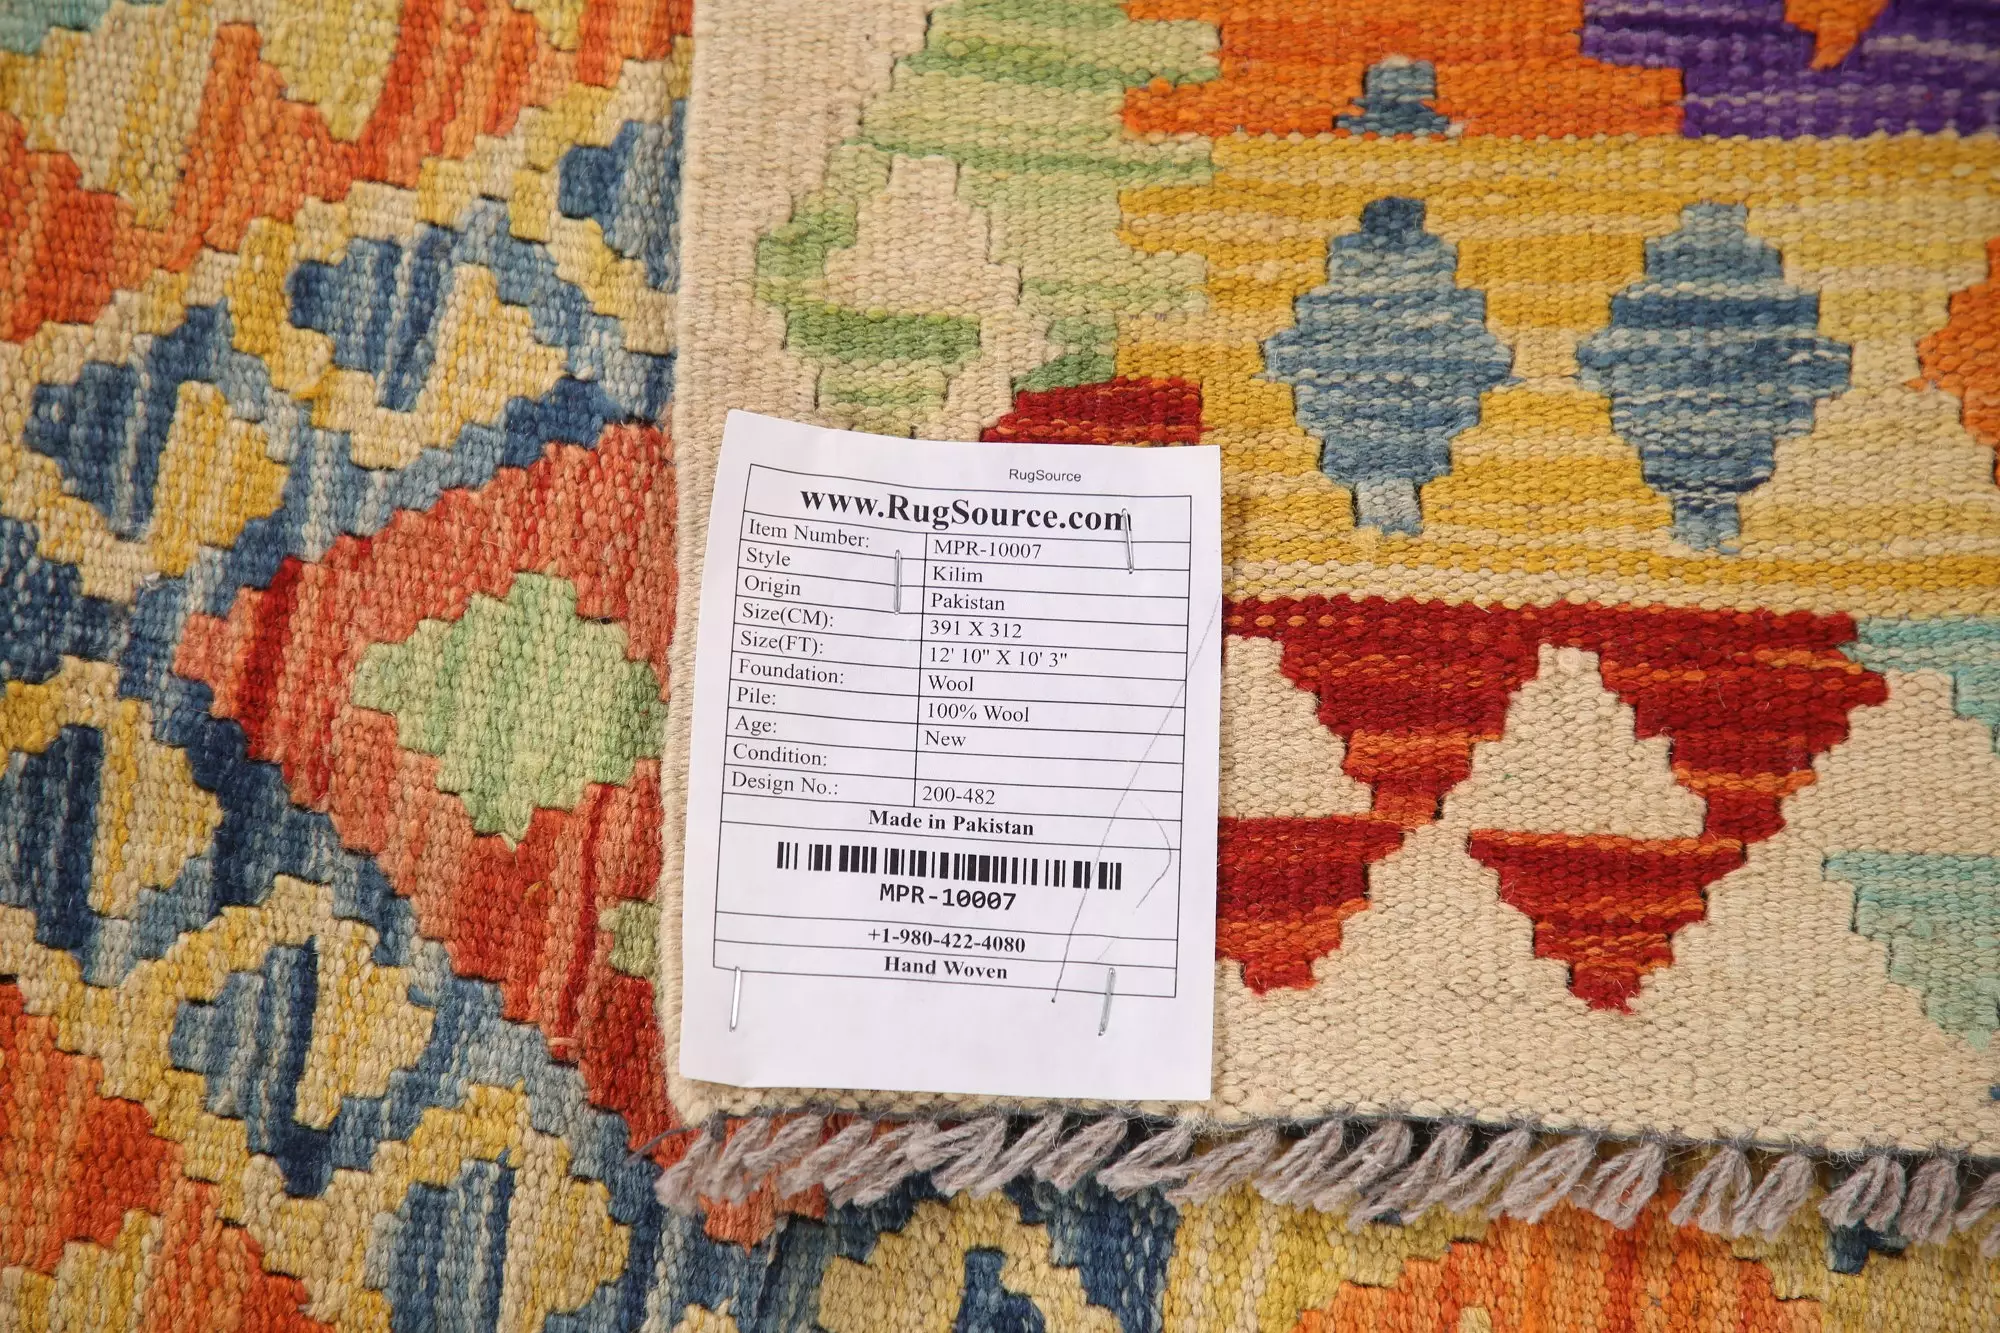 RugSource
www.RugSource.com
Item Number: MPR-10007
Style Kilim
Origin Pakistan
Size(CM): 391 X 312
Size(FT): 12' 10" X 10' 3"
Foundation: Wool
Pile: 100% Wool
Age: New
Condition:
Design No.: 200-482
Made in Pakistan
MPR-10007
+1-980-422-4080
Hand Woven